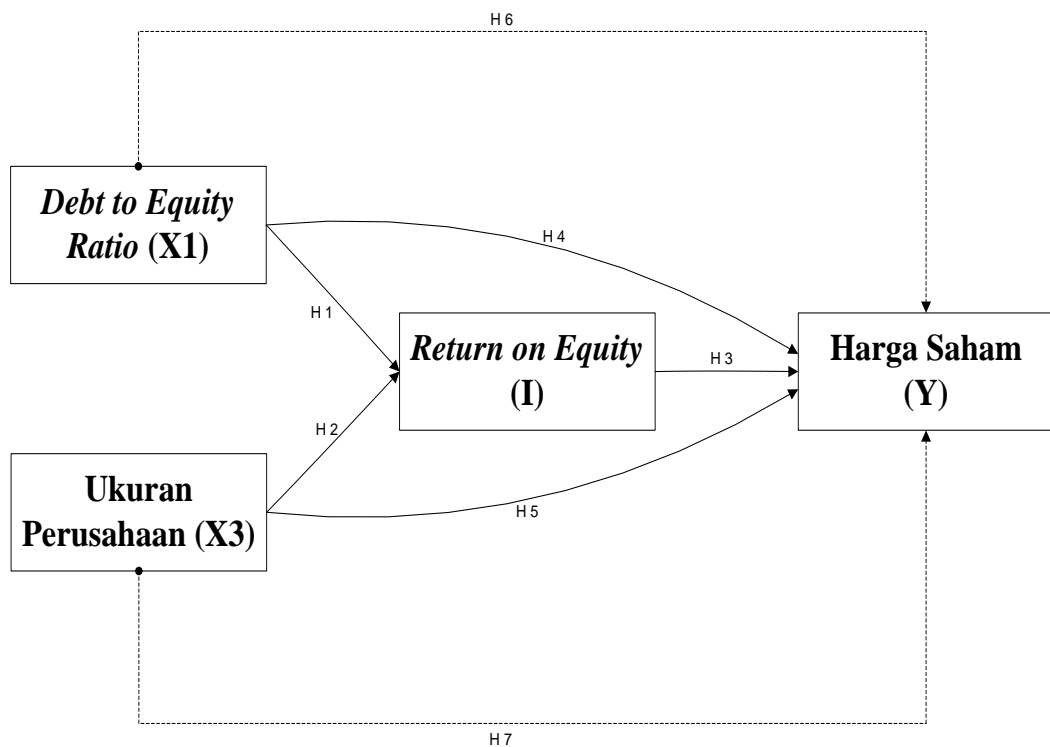 H 6
Debt to Equity
Ratio (X1)
H 4
H 1
Return on Equity
(I)
H 3
Harga Saham
(Y)
H 2
Ukuran
Perusahaan (X3)
H 5
H 7